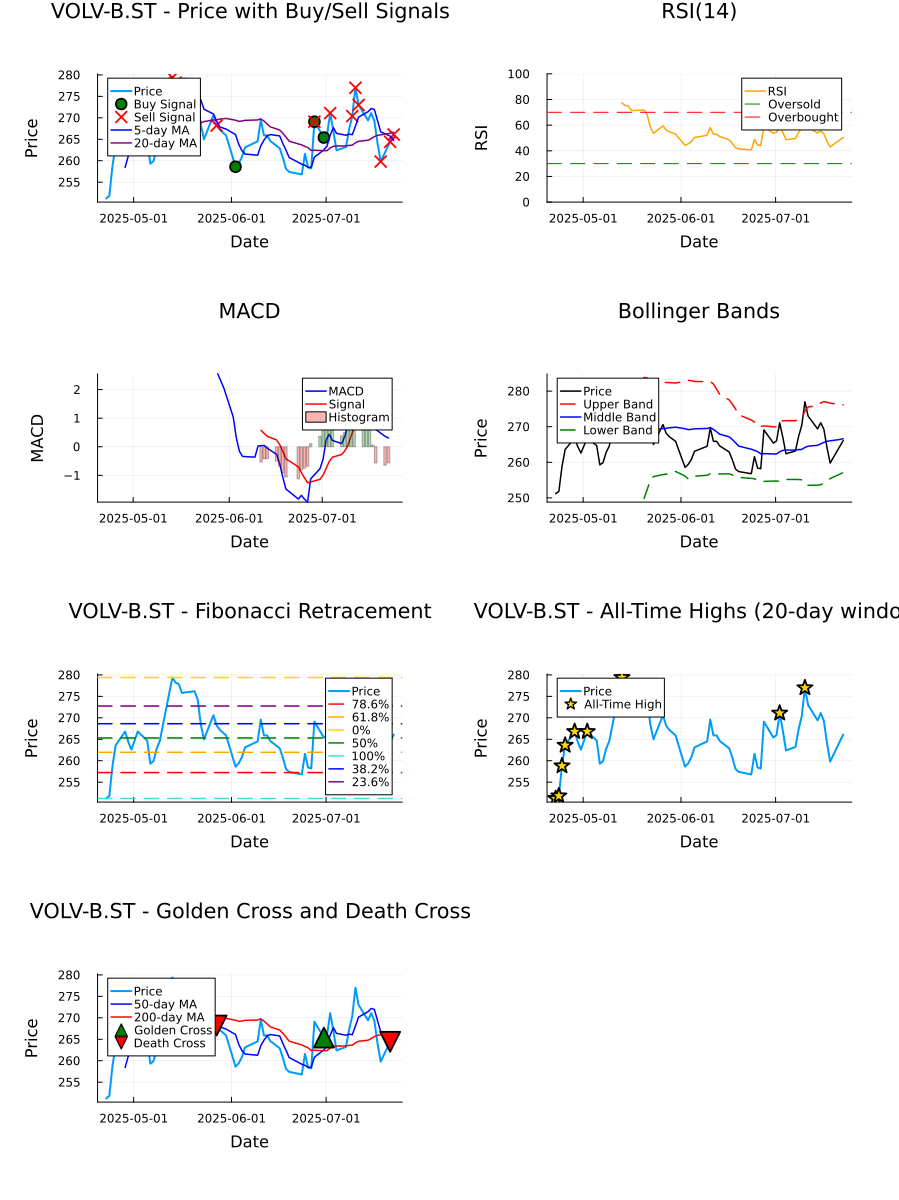 VOLV-B.ST - Price with Buy/Sell Signals
Price
280
275
270
265
260
255
Price
Buy Signal
Sell Signal
5-day MA
20-day MA
2025-05-01
2025-06-01
2025-07-01
Date
RSI(14)
RSI
100
80
60
40
20
0
RSI
Oversold
Overbought
2025-05-01
2025-06-01
2025-07-01
Date
MACD
MACD
2
1
0
−1
MACD
Signal
Histogram
2025-05-01
2025-06-01
2025-07-01
Date
Bollinger Bands
Price
280
270
260
250
Price
Upper Band
Middle Band
Lower Band
2025-05-01
2025-06-01
2025-07-01
Date
VOLV-B.ST - Fibonacci Retracement
Price
280
275
270
265
260
255
Price
78.6%
61.8%
0%
50%
100%
38.2%
23.6%
2025-05-01
2025-06-01
2025-07-01
Date
VOLV-B.ST - All-Time Highs (20-day windo
Price
280
275
270
265
260
255
Price
All-Time High
2025-05-01
2025-06-01
2025-07-01
Date
VOLV-B.ST - Golden Cross and Death Cross
Price
280
275
270
265
260
255
Price
50-day MA
200-day MA
Golden Cross
Death Cross
2025-05-01
2025-06-01
2025-07-01
Date